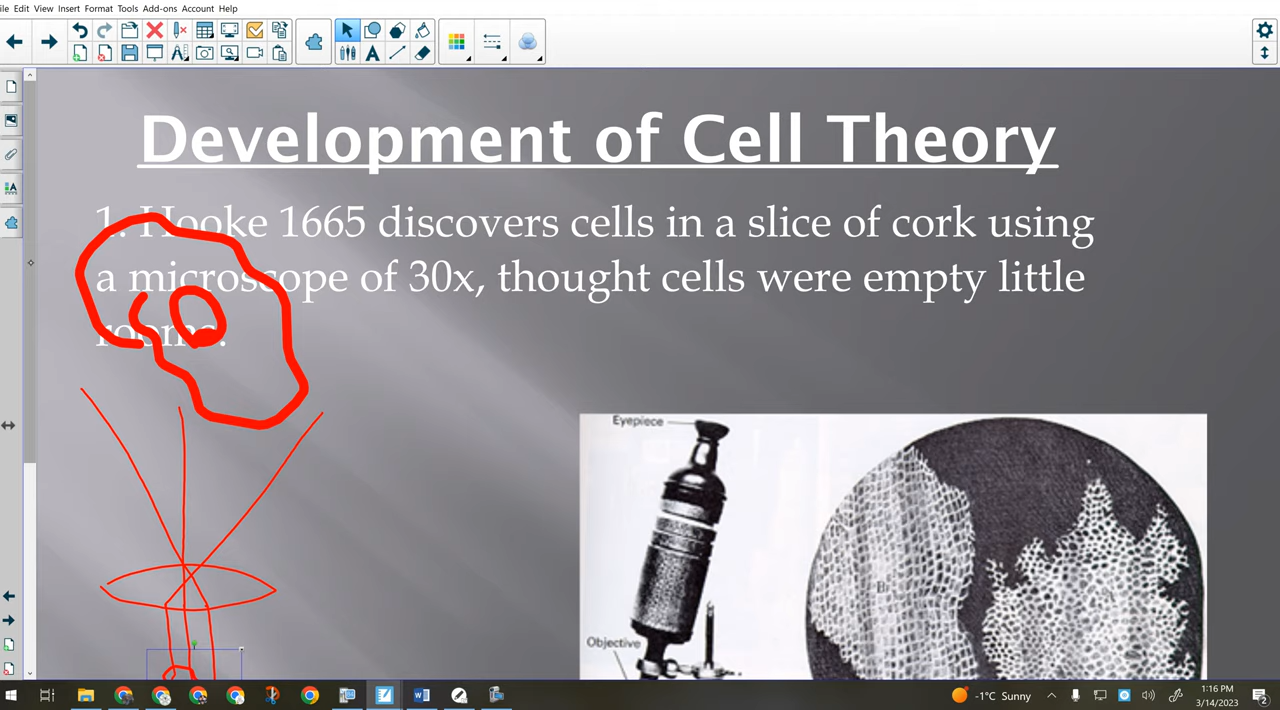 ile Edit View Insert Format Tools Add-ons Account Help
Development of Cell Theory
1. Hooke 1665 discovers cells in a slice of cork using
a microscope of 30x, thought cells were empty little
rooms.
Eyepiece
B
Objective
-1°C Sunny
1:16 PM
3/14/2023
2